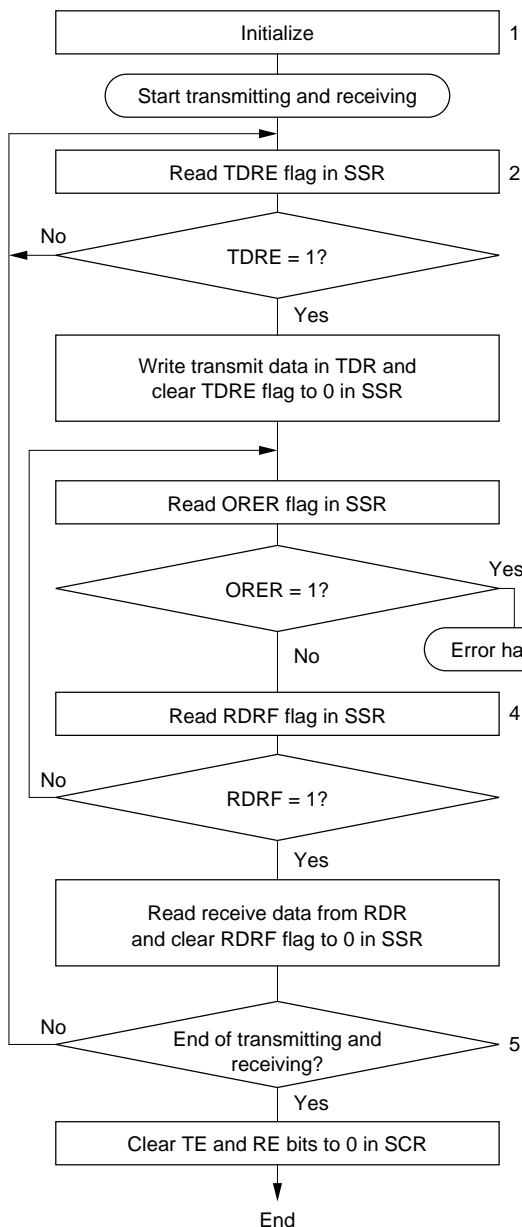 Initialize
1
Start transmitting and receiving
Read TDRE flag in SSR
2
No
TDRE = 1?
Yes
Write transmit data in TDR and
clear TDRE flag to 0 in SSR
Read ORER flag in SSR
Yes
ORER = 1?
No
Error
Read RDRF flag in SSR
4
No
RDRF = 1?
Yes
Read receive data from RDR
and clear RDRF flag to 0 in SSR
No
End of transmitting and
receiving?
5
Yes
Clear TE and RE bits to 0 in SCR
End